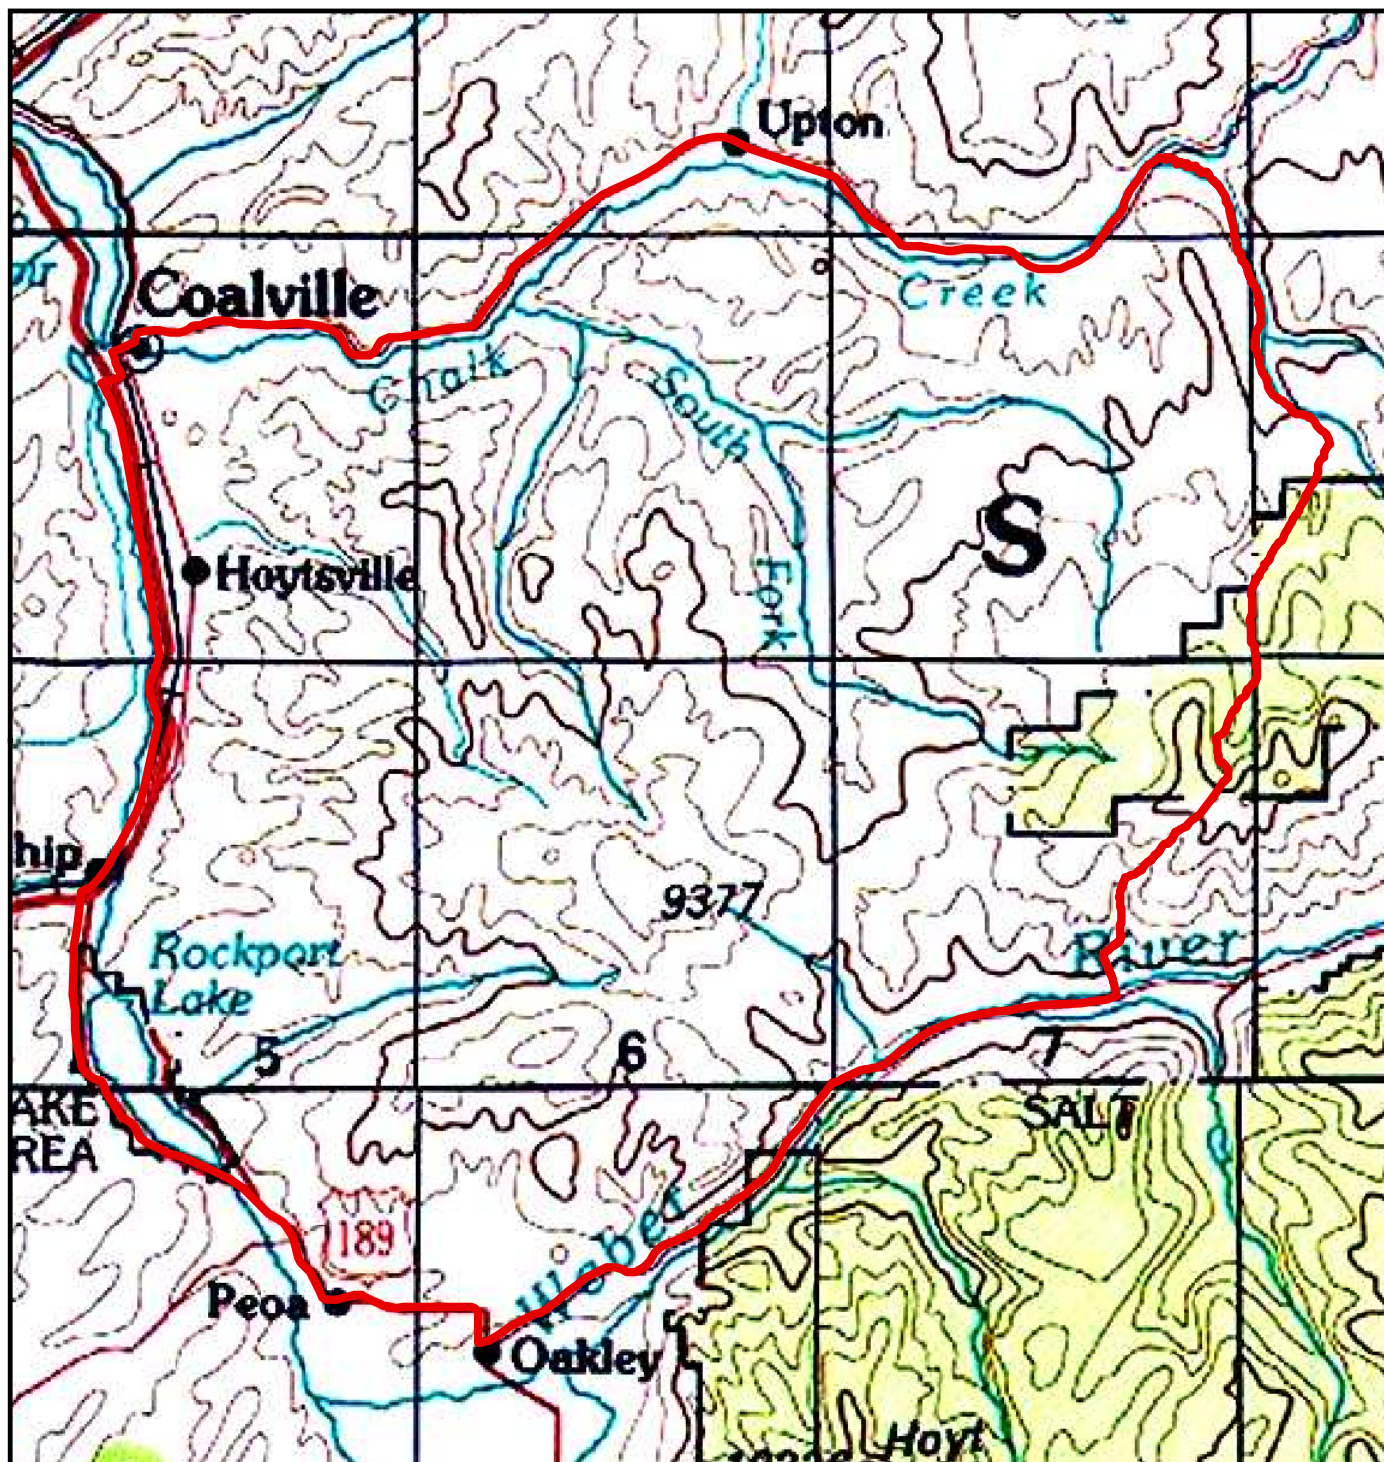 Upton
Coalville
Creek
Chalk
South
Fork
S
Hoytsville
hip
9377
River
Rockport
Lake
5
6
7
AKE
REA
SALT
189
Weber
Peoa
Oakley
Hoyt